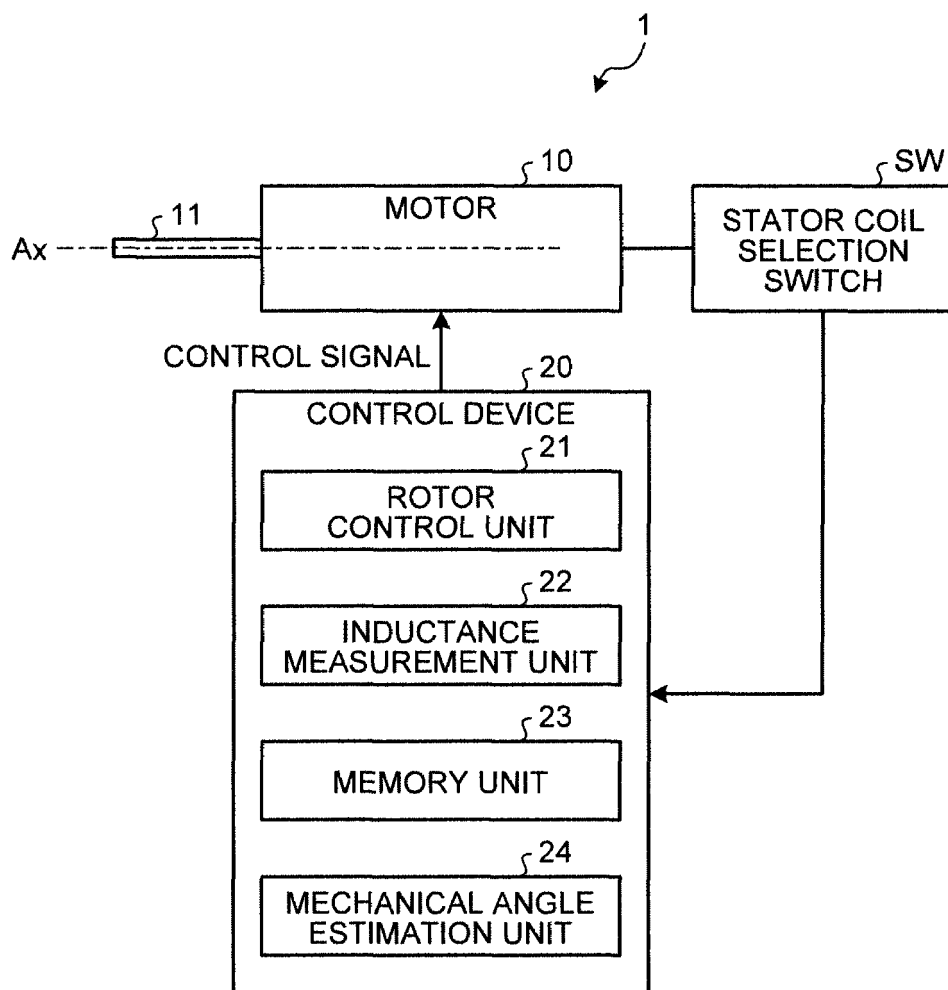 1
10
SW
MOTOR
11
Ax
STATOR COIL
SELECTION
SWITCH
CONTROL SIGNAL
20
CONTROL DEVICE
21
ROTOR
CONTROL UNIT
22
INDUCTANCE
MEASUREMENT UNIT
23
MEMORY UNIT
24
MECHANICAL ANGLE
ESTIMATION UNIT